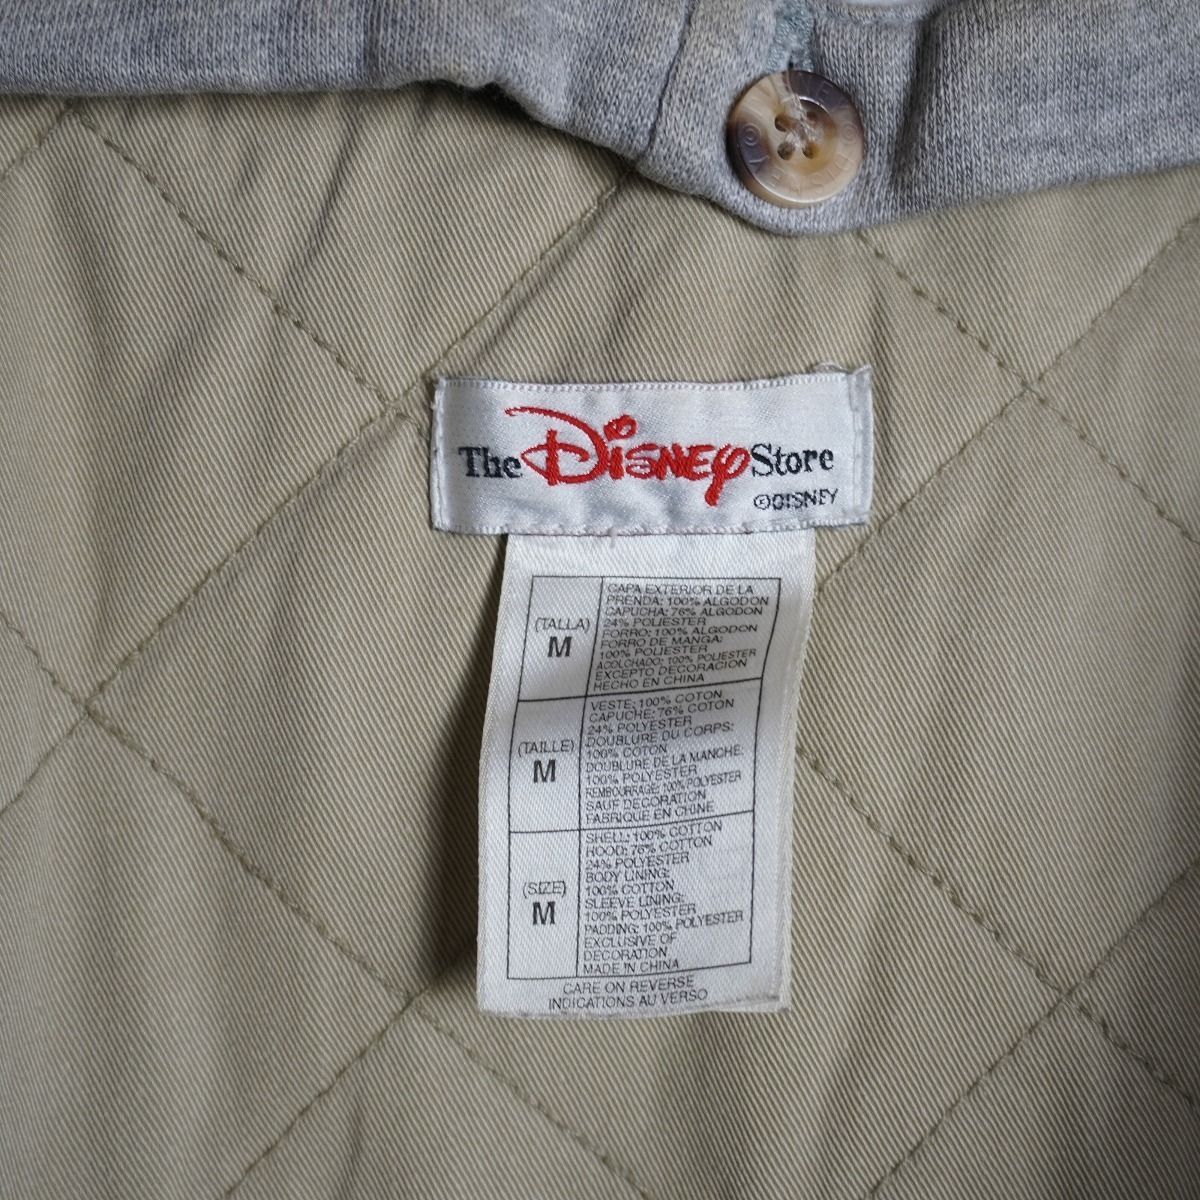 The Disney Store
©DISNEY
(TALLA)
M
CAPA EXTERIOR DE LA
PRENDA: 100% ALGODON
CAPUCHA: 76% ALGODON
24% POLIESTER
FORRO: 100% ALGODON
FORRO DE MANGA:
100% POLIESTER
ACOLCHADO: 100% POLIESTER
EXCEPTO DECORACION
HECHO EN CHINA
(TAILLE)
M
VESTE: 100% COTON
CAPUCHE: 76% COTON
24% POLYESTER
DOUBLURE DU CORPS:
100% COTON
DOUBLURE DE LA MANCHE:
100% POLYESTER
REMBOURRAGE: 100% POLYESTER
SAUF DECORATION
FABRIQUE EN CHINE
(SIZE)
M
SHELL: 100% COTTON
HOOD: 76% COTTON
24% POLYESTER
BODY LINING:
100% COTTON
SLEEVE LINING:
100% POLYESTER
PADDING: 100% POLYESTER
EXCLUSIVE OF
DECORATION
MADE IN CHINA
CARE ON REVERSE
INDICATIONS AU VERSO